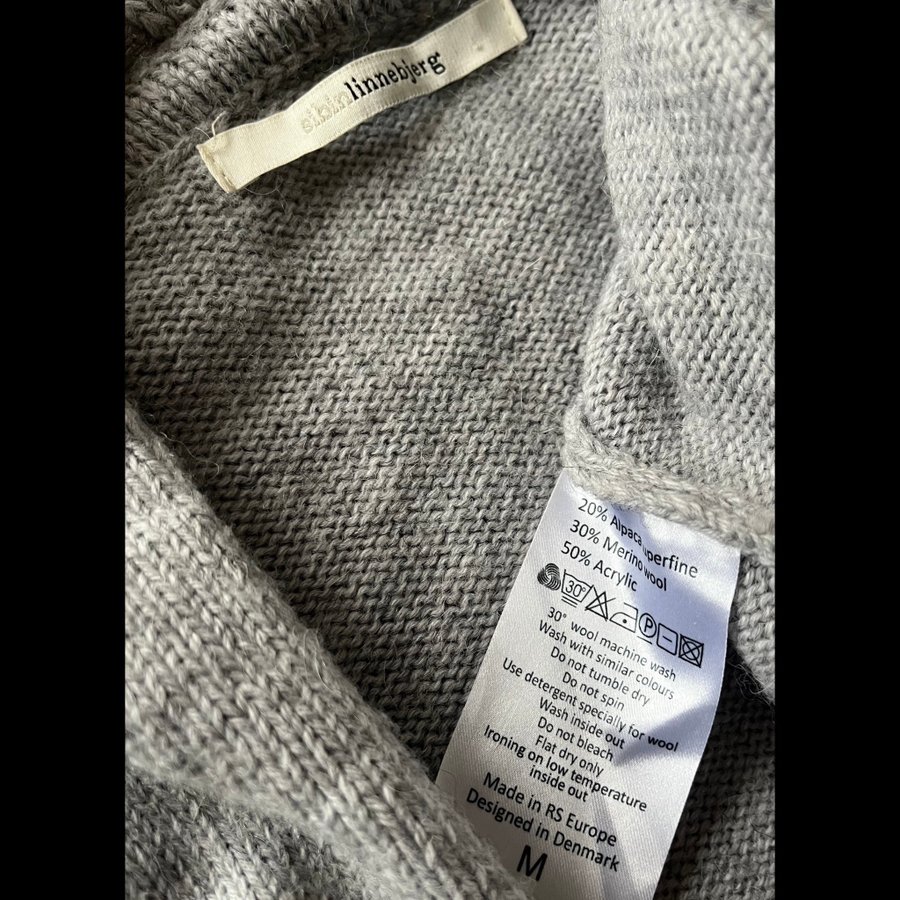 sibinlinnebjerg
20% Alpaca superfine
30% Merino wool
50% Acrylic
30° P
30° wool machine wash
Wash with similar colours
Do not tumble dry
Do not spin
Use detergent specially for wool
Wash inside out
Do not bleach
Flat dry only
Ironing on low temperature
inside out
Made in RS Europe
Designed in Denmark
M